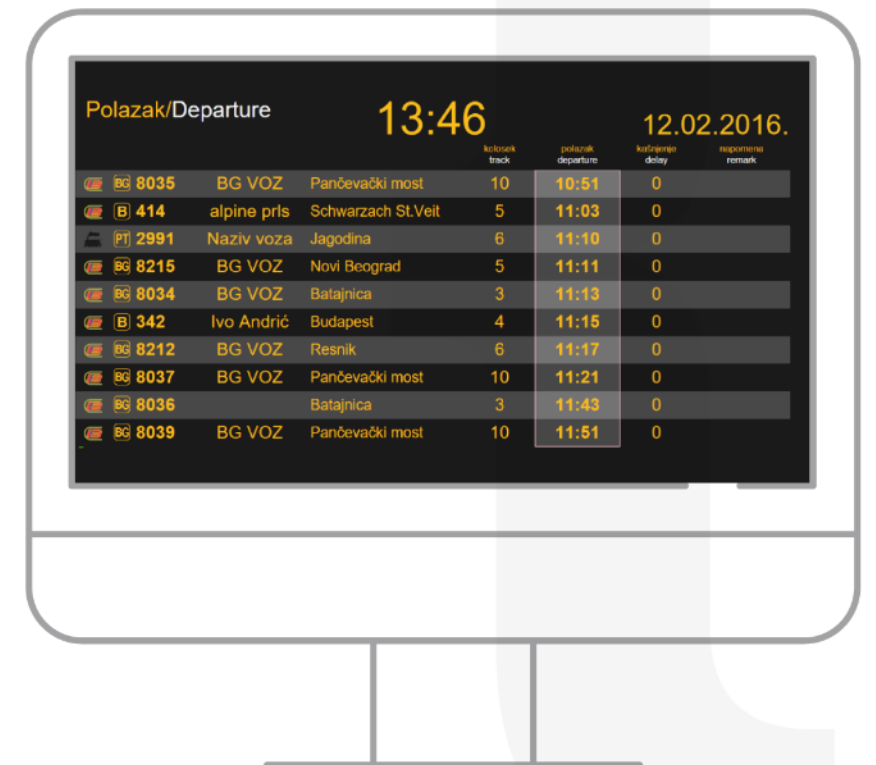 Polazak/Departure 13:46 12.02.2016.
kolosek polazak kašnjenje napomena
track departure delay remark
BG 8035 BG VOZ Pančevački most 10 10:51 0
B 414 alpine prls Schwarzach St.Veit 5 11:03 0
PT 2991 Naziv voza Jagodina 6 11:10 0
BG 8215 BG VOZ Novi Beograd 5 11:11 0
BG 8034 BG VOZ Batajnica 3 11:13 0
B 342 Ivo Andrić Budapest 4 11:15 0
BG 8212 BG VOZ Resnik 6 11:17 0
BG 8037 BG VOZ Pančevački most 10 11:21 0
BG 8036 Batajnica 3 11:43 0
BG 8039 BG VOZ Pančevački most 10 11:51 0